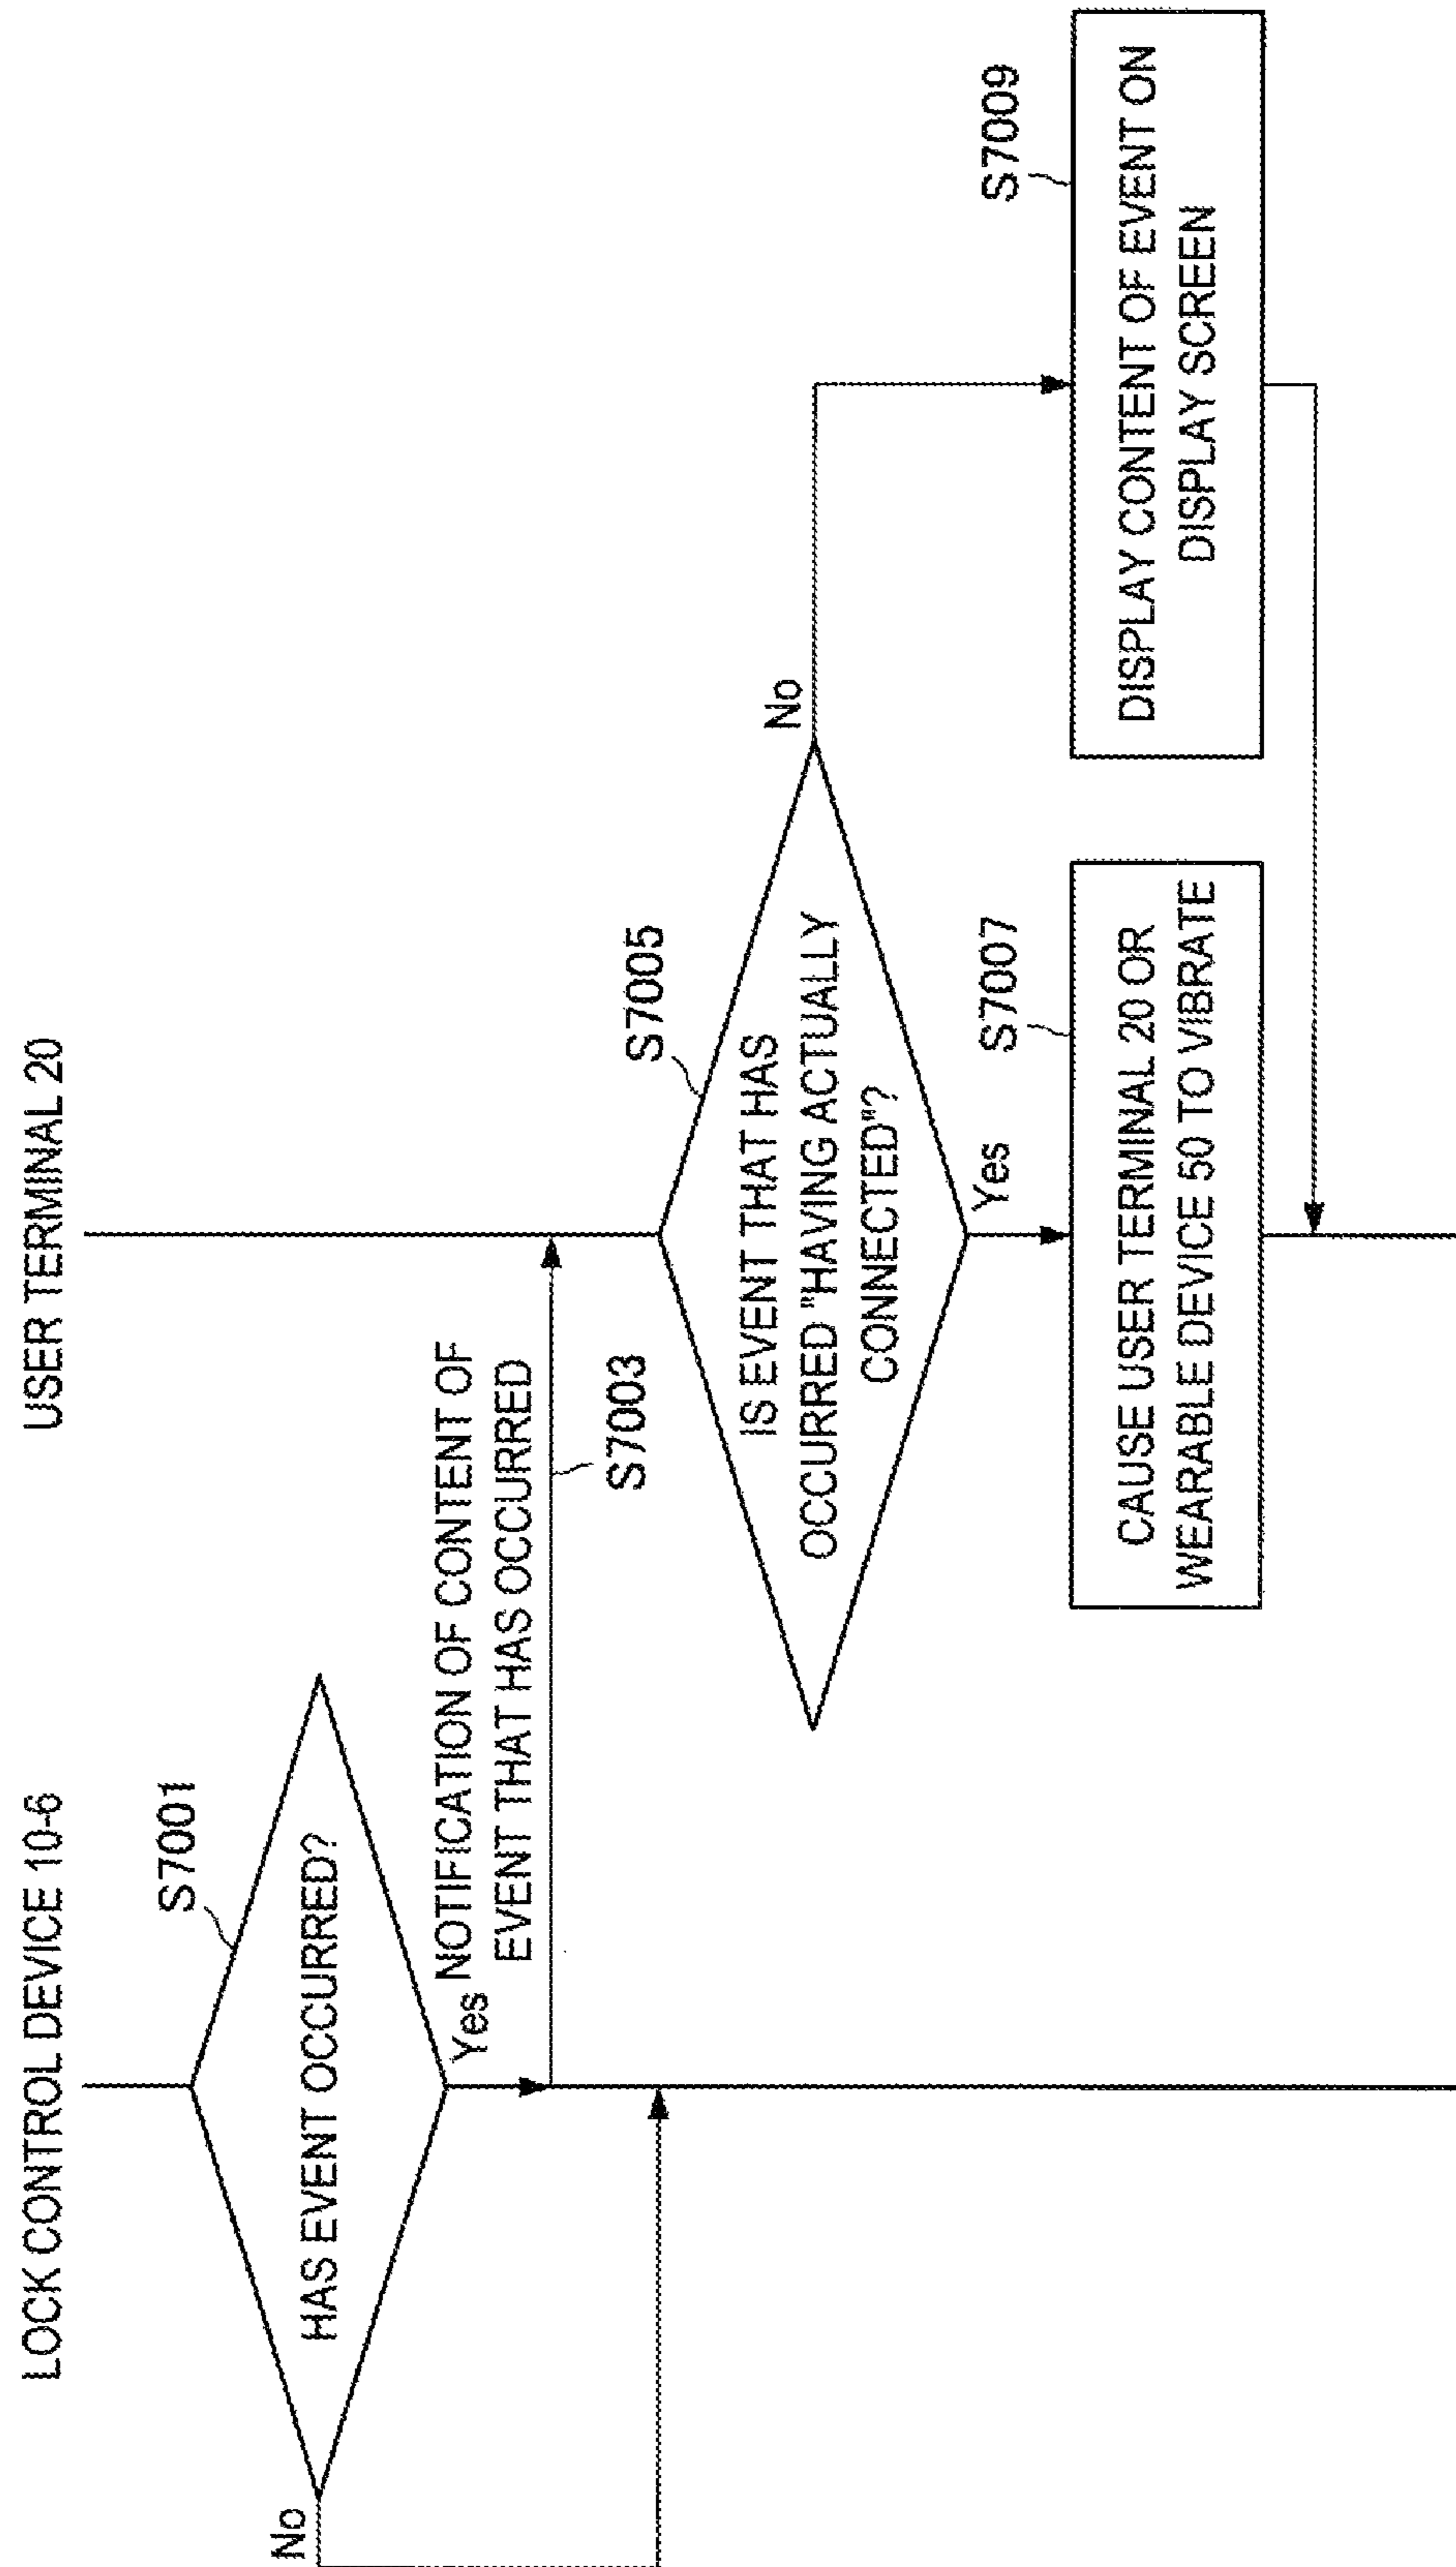 LOCK CONTROL DEVICE 10-6
USER TERMINAL 20
S7001
HAS EVENT OCCURRED?
No
Yes
NOTIFICATION OF CONTENT OF
EVENT THAT HAS OCCURRED
S7003
S7005
IS EVENT THAT HAS
OCCURRED "HAVING ACTUALLY
CONNECTED"?
No
Yes
S7007
CAUSE USER TERMINAL 20 OR
WEARABLE DEVICE 50 TO VIBRATE
S7009
DISPLAY CONTENT OF EVENT ON
DISPLAY SCREEN